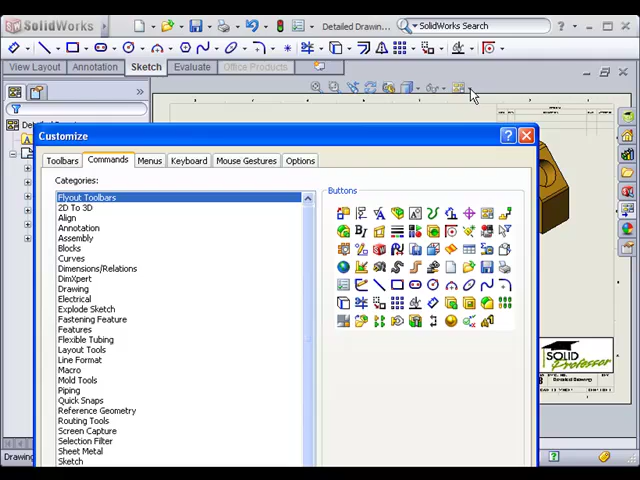 SolidWorks
Detailed Drawin...
SolidWorks Search
View Layout
Annotation
Sketch
Evaluate
Office Products
Customize
Toolbars
Commands
Menus
Keyboard
Mouse Gestures
Options
Categories:
Buttons
Flyout Toolbars
2D To 3D
Align
Annotation
Assembly
Blocks
Curves
Dimensions/Relations
DimXpert
Drawing
Electrical
Explode Sketch
Fastening Feature
Features
Flexible Tubing
Layout Tools
Line Format
Macro
Mold Tools
Piping
Quick Snaps
Reference Geometry
Routing Tools
Screen Capture
Selection Filter
Sheet Metal
Sketch
SOLID
Professor